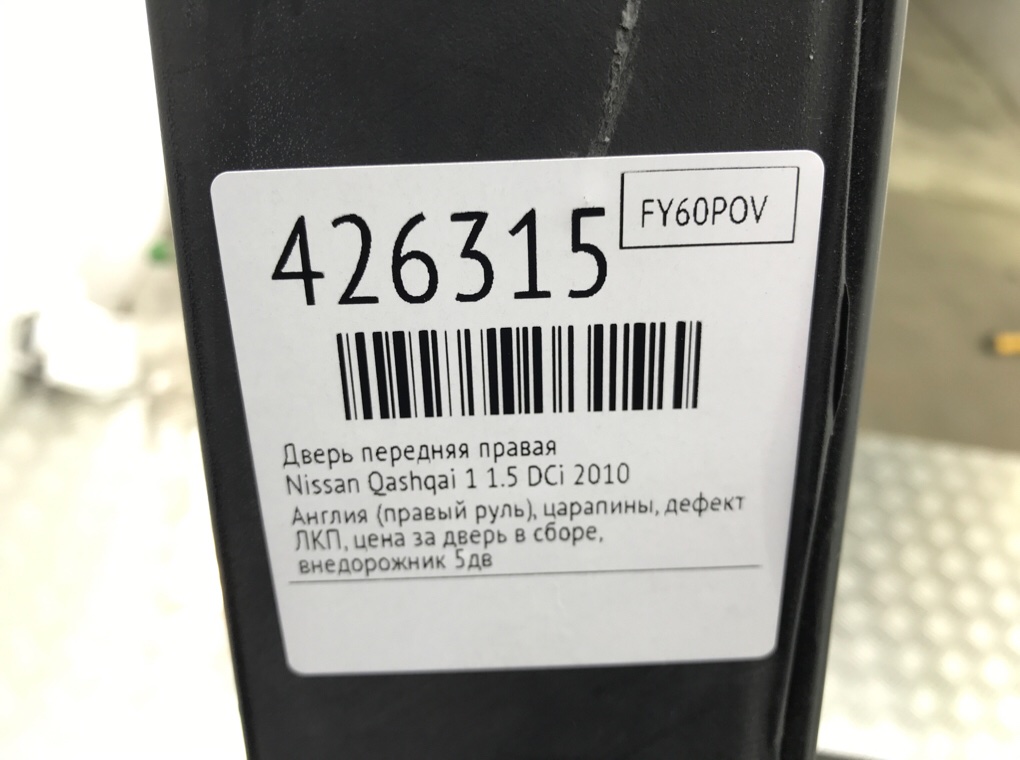 426315
FY60POV
Дверь передняя правая
Nissan Qashqai 1 1.5 DCi 2010
Англия (правый руль), царапины, дефект
ЛКП, цена за дверь в сборе,
внедорожник 5дв